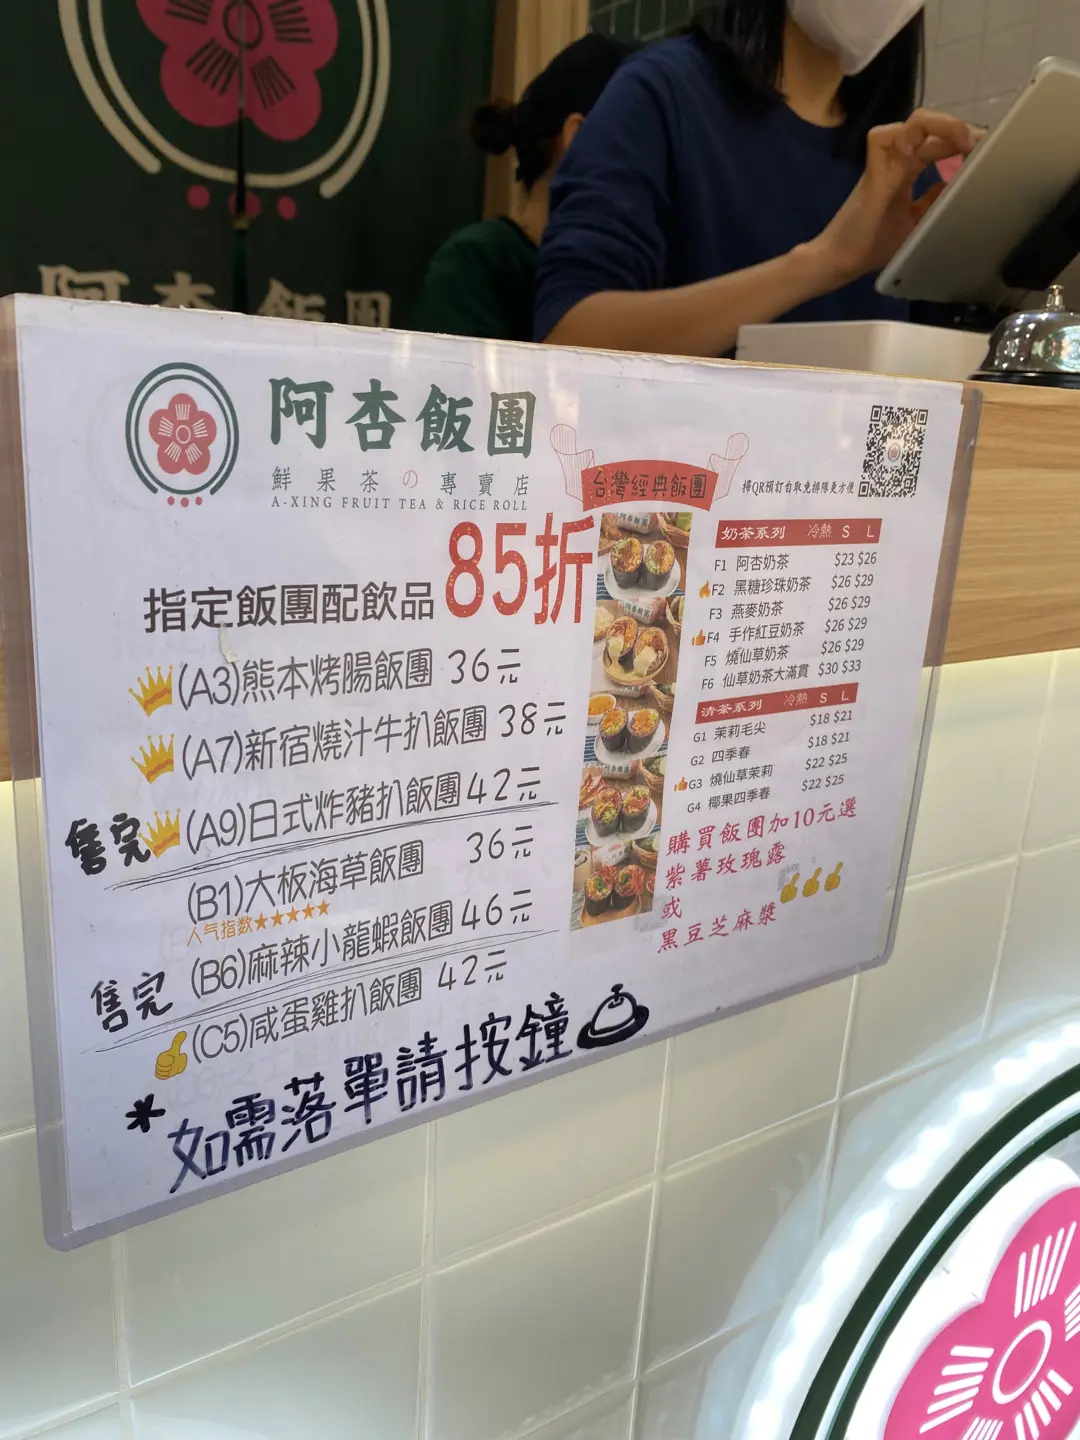 阿杏飯團
阿杏飯團
鮮果茶の專賣店
A-XING FRUIT TEA & RICE ROLL
台灣經典飯團
掃QR預訂自取免排隊更方便
指定飯團配飲品 85折
(A3)熊本烤腸飯團 36元
(A7)新宿燒汁牛扒飯團 38元
售完 (A9)日式炸豬扒飯團 42元
(B1)大板海草飯團 36元
人气指数★★★★★
售完 (B6)麻辣小龍蝦飯團 46元
(C5)咸蛋雞扒飯團 42元
*如需落單請按鐘
奶茶系列 冷熱 S L
F1 阿杏奶茶 $23 $26
F2 黑糖珍珠奶茶 $26 $29
F3 燕麥奶茶 $26 $29
F4 手作紅豆奶茶 $26 $29
F5 燒仙草奶茶 $26 $29
F6 仙草奶茶大滿貫 $30 $33
清茶系列 冷熱 S L
G1 茉莉毛尖 $18 $21
G2 四季春 $18 $21
G3 燒仙草茉莉 $22 $25
G4 椰果四季春 $22 $25
購買飯團加10元選
紫薯玫瑰露
或
黑豆芝麻漿